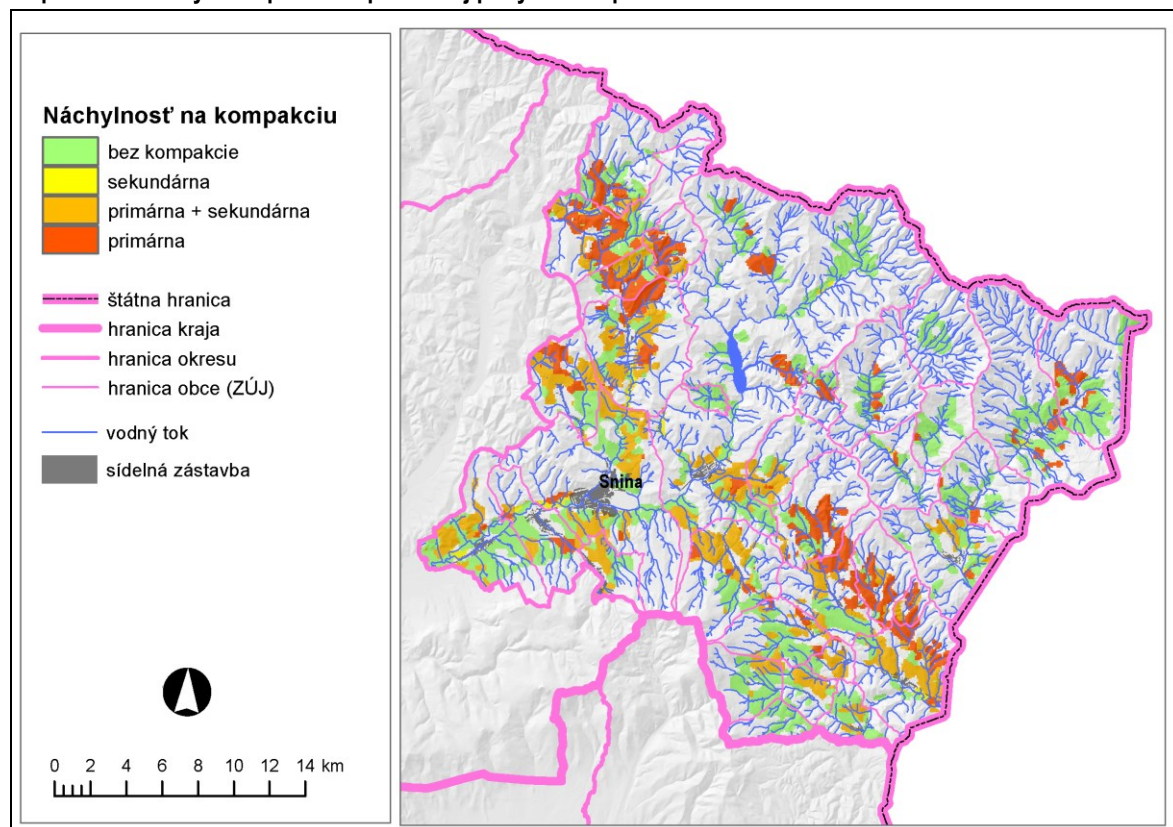 Náchylnosť na kompakciu
bez kompakcie
sekundárna
primárna + sekundárna
primárna
štátna hranica
hranica kraja
hranica okresu
hranica obce (ZÚJ)
vodný tok
sídelná zástavba
0 2 4 6 8 10 12 14 km
Snina